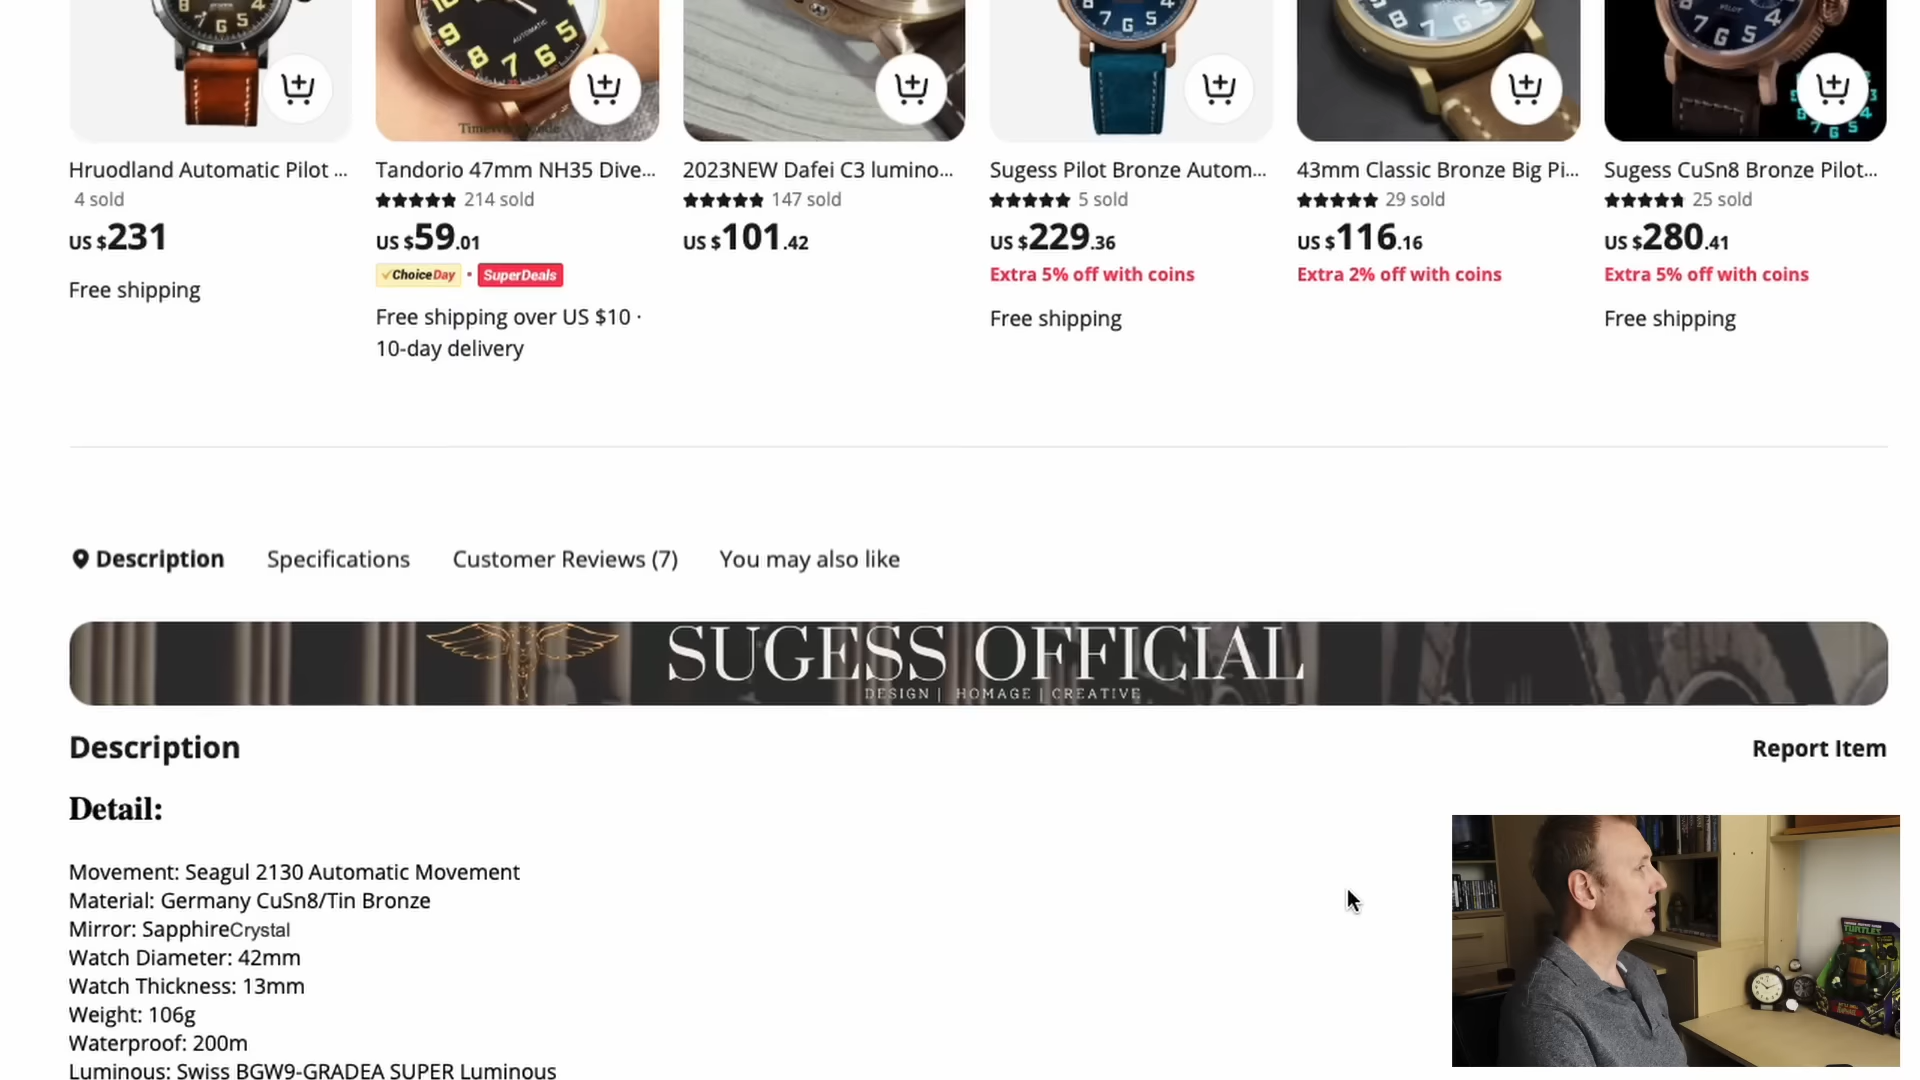 Hruodland Automatic Pilot ...
4 sold
US $231
Free shipping
AUTOMATIC
Tandorio 47mm NH35 Dive...
214 sold
US $59.01
ChoiceDay · SuperDeals
Free shipping over US $10 ·
10-day delivery
2023NEW Dafei C3 lumino...
147 sold
US $101.42
Sugess Pilot Bronze Autom...
5 sold
US $229.36
Extra 5% off with coins
Free shipping
43mm Classic Bronze Big Pi...
29 sold
US $116.16
Extra 2% off with coins
Sugess CuSn8 Bronze Pilot...
25 sold
US $280.41
Extra 5% off with coins
Free shipping
Description Specifications Customer Reviews (7) You may also like
SUGESS OFFICIAL
DESIGN | HOMAGE | CREATIVE
Description
Report Item
Detail:
Movement: Seagul 2130 Automatic Movement
Material: Germany CuSn8/Tin Bronze
Mirror: SapphireCrystal
Watch Diameter: 42mm
Watch Thickness: 13mm
Weight: 106g
Waterproof: 200m
Luminous: Swiss BGW9-GRADEA SUPER Luminous
TURTLES